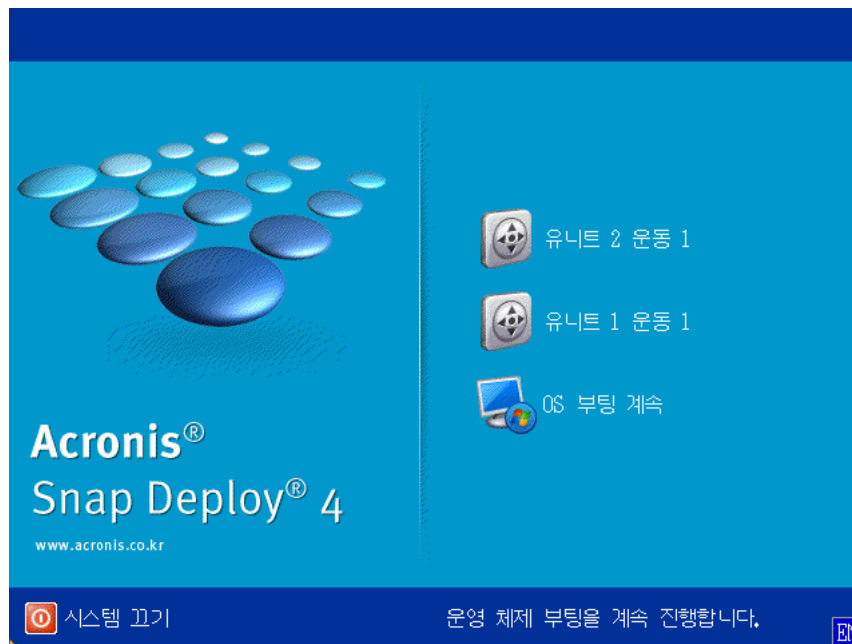 유니트 2 운동 1
유니트 1 운동 1
OS 부팅 계속
Acronis®
Snap Deploy® 4
www.acronis.co.kr
시스템 끄기
운영 체제 부팅을 계속 진행합니다.